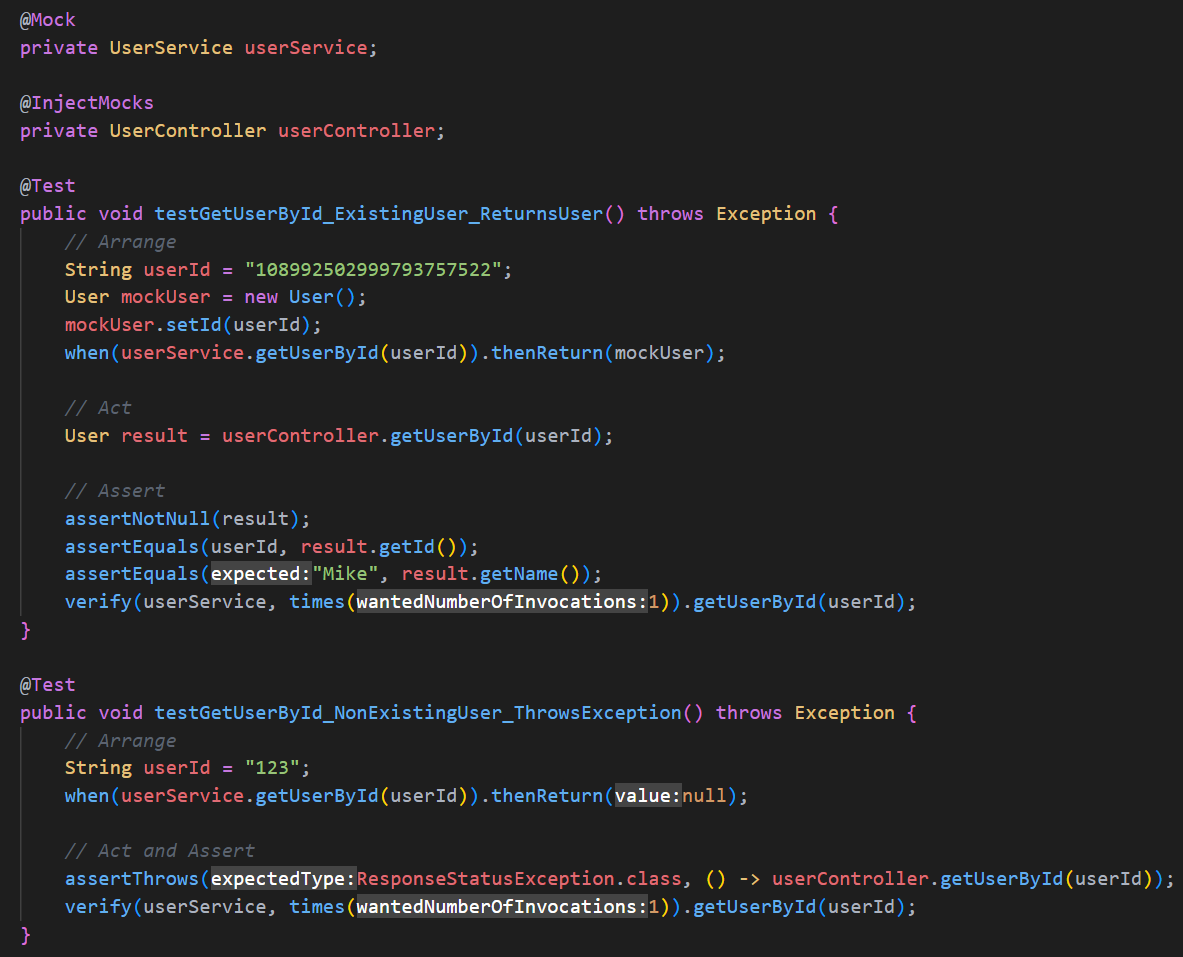 @Mock
private UserService userService;
@InjectMocks
private UserController userController;
@Test
public void testGetUserById_ExistingUser_ReturnsUser() throws Exception {
// Arrange
String userId = "108992502999793757522";
User mockUser = new User();
mockUser.setId(userId);
when(userService.getUserById(userId)).thenReturn(mockUser);
// Act
User result = userController.getUserById(userId);
// Assert
assertNotNull(result);
assertEquals(userId, result.getId());
assertEquals(expected:"Mike", result.getName());
verify(userService, times(wantedNumberOfInvocations:1)).getUserById(userId);
}
@Test
public void testGetUserById_NonExistingUser_ThrowsException() throws Exception {
// Arrange
String userId = "123";
when(userService.getUserById(userId)).thenReturn(value:null);
// Act and Assert
assertThrows(expectedType:ResponseStatusException.class, () -> userController.getUserById(userId));
verify(userService, times(wantedNumberOfInvocations:1)).getUserById(userId);
}